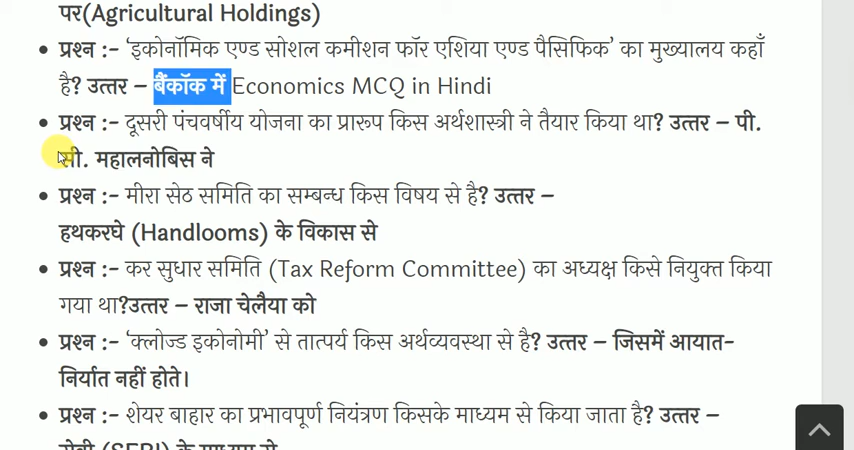 पर(Agricultural Holdings)
प्रश्न :- ‘इकोनॉमिक एण्ड सोशल कमीशन फॉर एशिया एण्ड पैसिफिक’ का मुख्यालय कहाँ
है? उत्तर – बैंकॉक में Economics MCQ in Hindi
प्रश्न :- दूसरी पंचवर्षीय योजना का प्रारूप किस अर्थशास्त्री ने तैयार किया था? उत्तर – पी.
सी. महालनोबिस ने
प्रश्न :- मीरा सेठ समिति का सम्बन्ध किस विषय से है? उत्तर –
हथकरघे (Handlooms) के विकास से
प्रश्न :- कर सुधार समिति (Tax Reform Committee) का अध्यक्ष किसे नियुक्त किया
गया था?उत्तर – राजा चेलैया को
प्रश्न :- ‘क्लोज्ड इकोनोमी’ से तात्पर्य किस अर्थव्यवस्था से है? उत्तर – जिसमें आयात-
निर्यात नहीं होते।
प्रश्न :- शेयर बाहार का प्रभावपूर्ण नियंत्रण किसके माध्यम से किया जाता है? उत्तर –
सेबी (SEBI) के माध्यम से